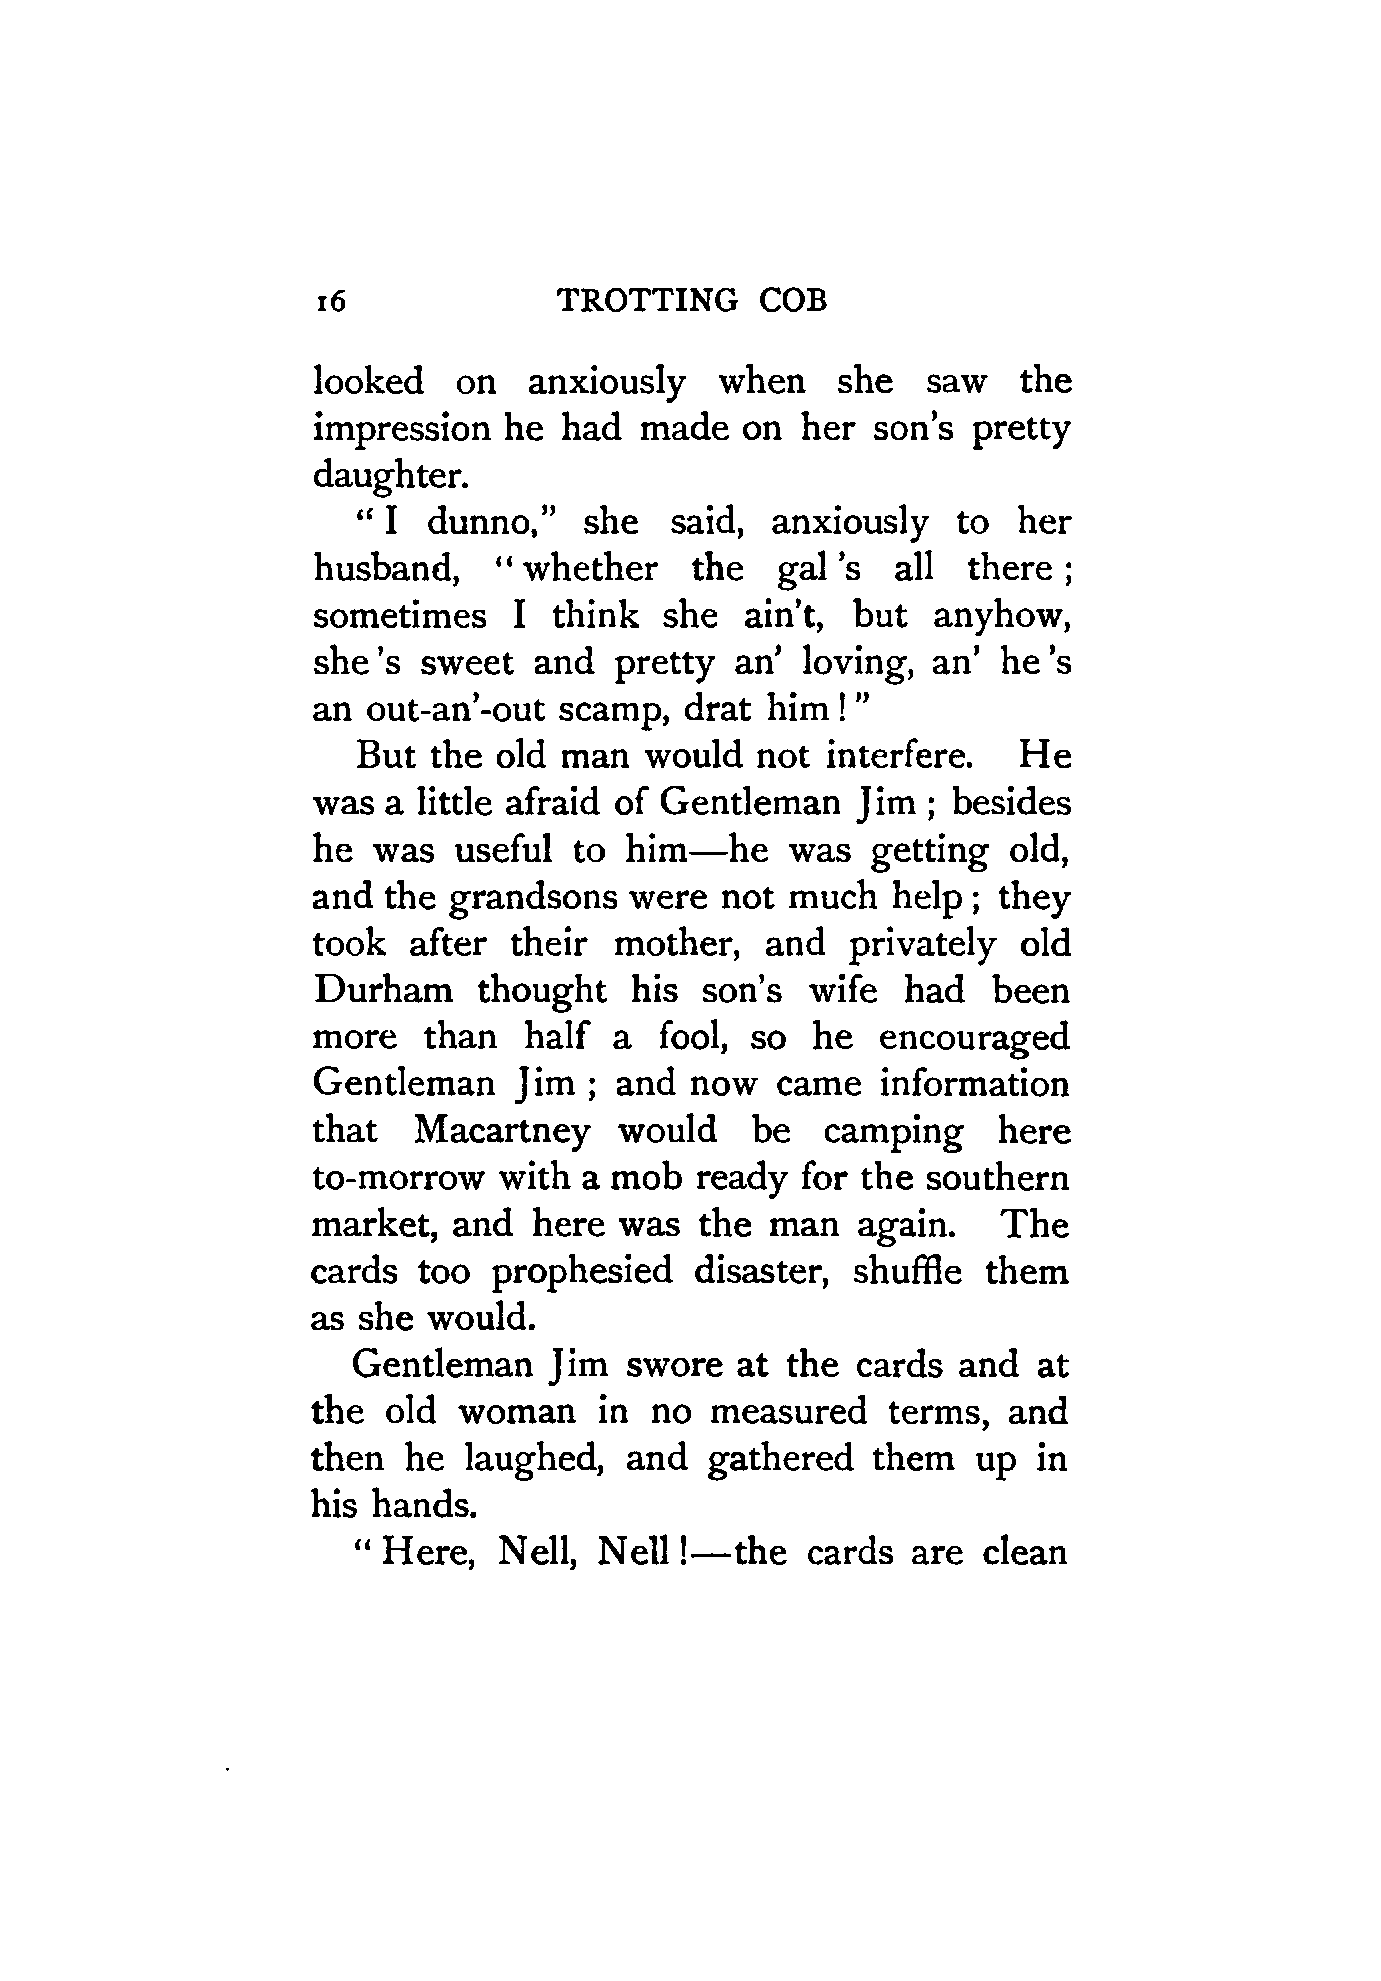 16 TROTTING COB
looked on anxiously when she saw the
impression he had made on her son's pretty
daughter.
" I dunno," she said, anxiously to her
husband, " whether the gal 's all there ;
sometimes I think she ain't, but anyhow,
she 's sweet and pretty an' loving, an' he 's
an out-an'-out scamp, drat him ! "
But the old man would not interfere. He
was a little afraid of Gentleman Jim ; besides
he was useful to him—he was getting old,
and the grandsons were not much help ; they
took after their mother, and privately old
Durham thought his son's wife had been
more than half a fool, so he encouraged
Gentleman Jim ; and now came information
that Macartney would be camping here
to-morrow with a mob ready for the southern
market, and here was the man again. The
cards too prophesied disaster, shuffle them
as she would.
Gentleman Jim swore at the cards and at
the old woman in no measured terms, and
then he laughed, and gathered them up in
his hands.
" Here, Nell, Nell !—the cards are clean